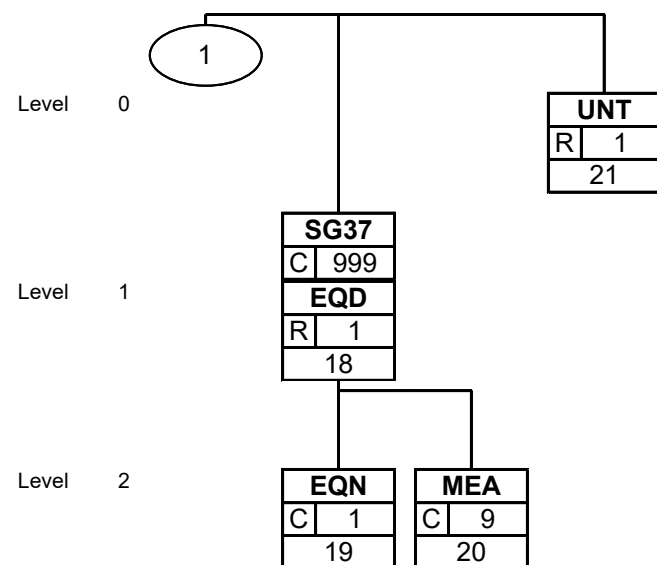 1
Level 0
UNT
R 1
21
SG37
C 999
Level 1
EQD
R 1
18
Level 2
EQN MEA
C 1 C 9
19 20